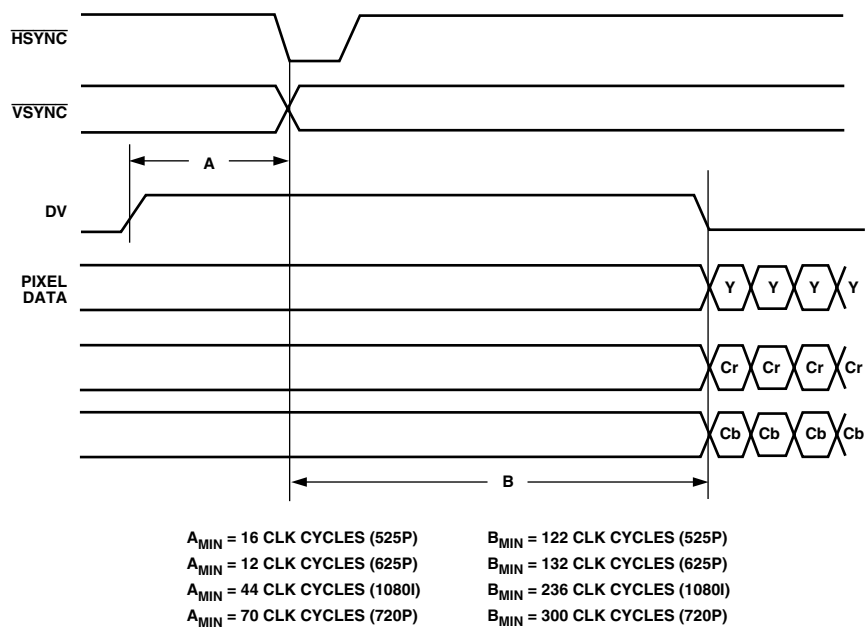 HSYNC
VSYNC
A
DV
PIXEL
DATA
Y Y Y Y
Cr Cr Cr Cr
Cb Cb Cb Cb
B
AMIN = 16 CLK CYCLES (525P) BMIN = 122 CLK CYCLES (525P)
AMIN = 12 CLK CYCLES (625P) BMIN = 132 CLK CYCLES (625P)
AMIN = 44 CLK CYCLES (1080I) BMIN = 236 CLK CYCLES (1080I)
AMIN = 70 CLK CYCLES (720P) BMIN = 300 CLK CYCLES (720P)